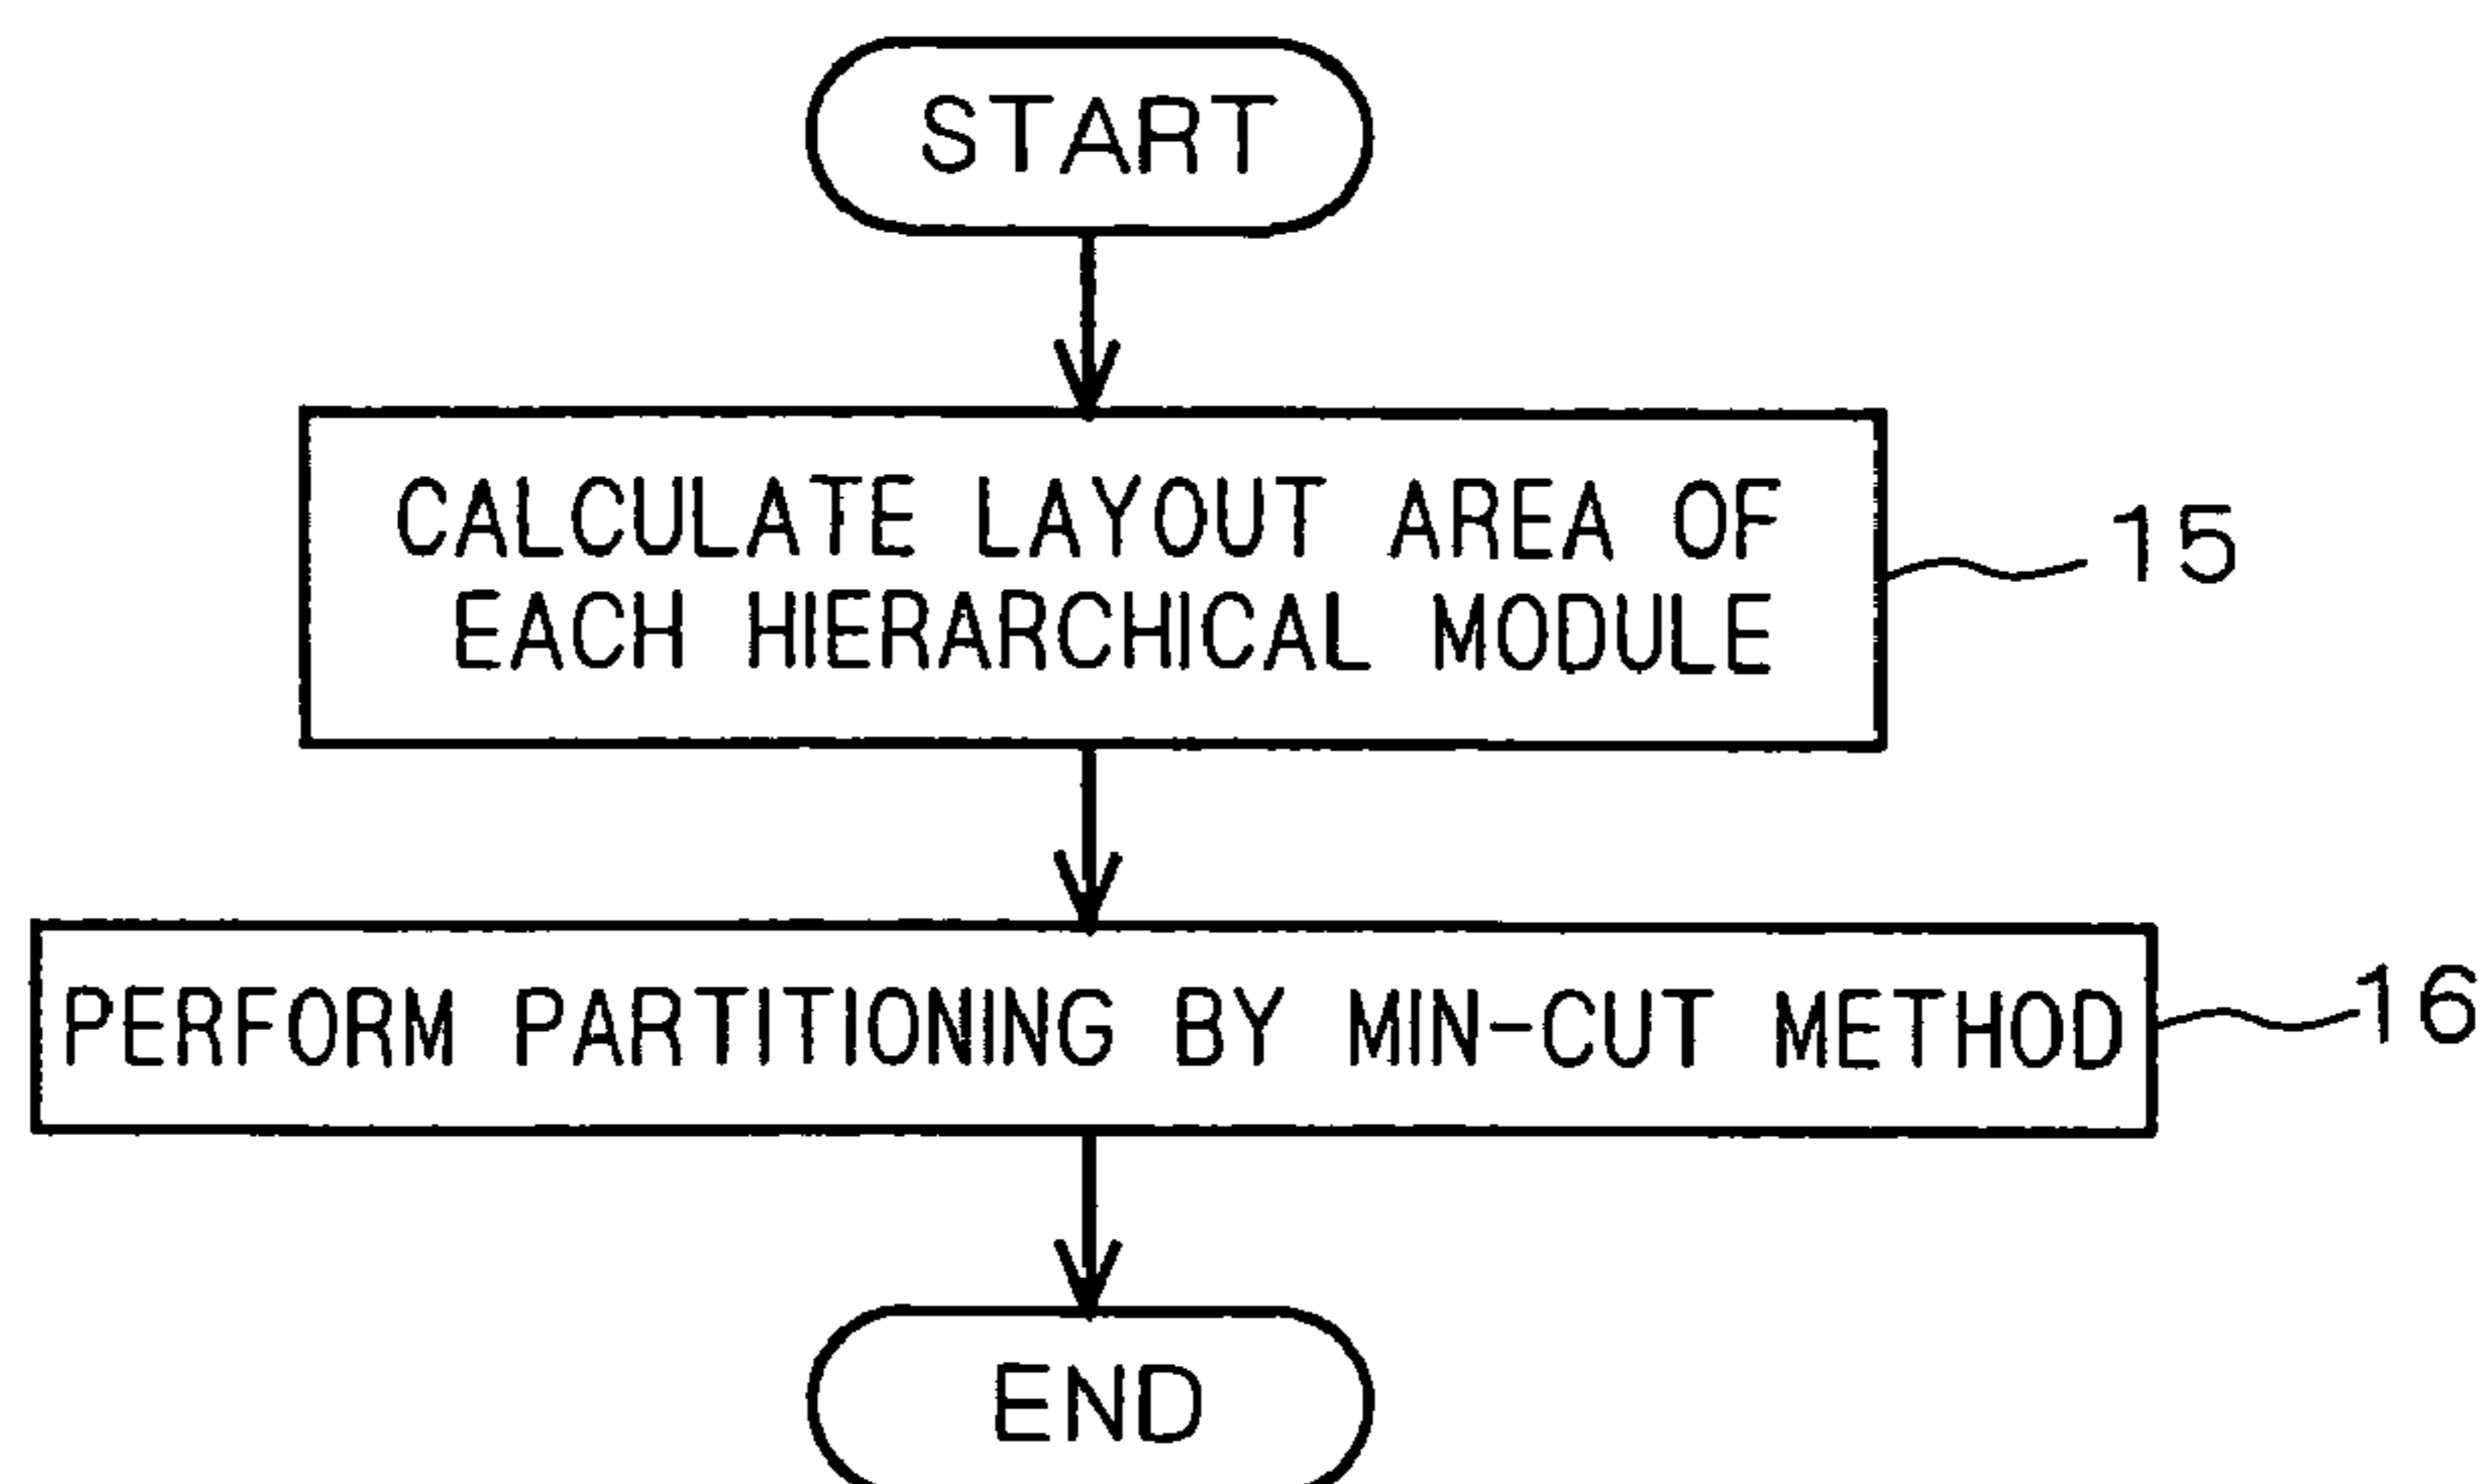 START
CALCULATE LAYOUT AREA OF
EACH HIERARCHICAL MODULE
15
PERFORM PARTITIONING BY MIN-CUT METHOD
16
END